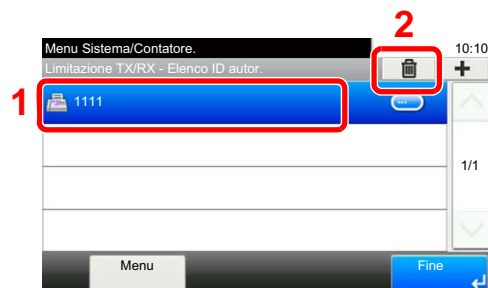 2
Menu Sistema/Contatore.
10:10
Limitazione TX/RX - Elenco ID autor.
1
1111
1/1
Menu
Fine